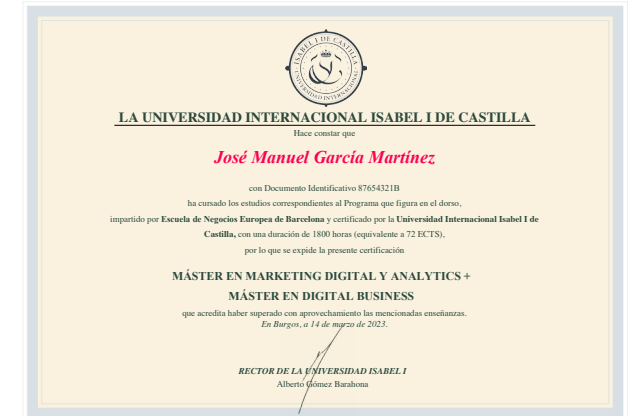 ISABEL I DE CASTILLA
UNIVERSIDAD INTERNACIONAL
LA UNIVERSIDAD INTERNACIONAL ISABEL I DE CASTILLA
Hace constar que
José Manuel García Martínez
con Documento Identificativo 87654321B
ha cursado los estudios correspondientes al Programa que figura en el dorso,
impartido por Escuela de Negocios Europea de Barcelona y certificado por la Universidad Internacional Isabel I de
Castilla, con una duración de 1800 horas (equivalente a 72 ECTS),
por lo que se expide la presente certificación
MÁSTER EN MARKETING DIGITAL Y ANALYTICS +
MÁSTER EN DIGITAL BUSINESS
que acredita haber superado con aprovechamiento las mencionadas enseñanzas.
En Burgos, a 14 de marzo de 2023.
RECTOR DE LA UNIVERSIDAD ISABEL I
Alberto Gómez Barahona